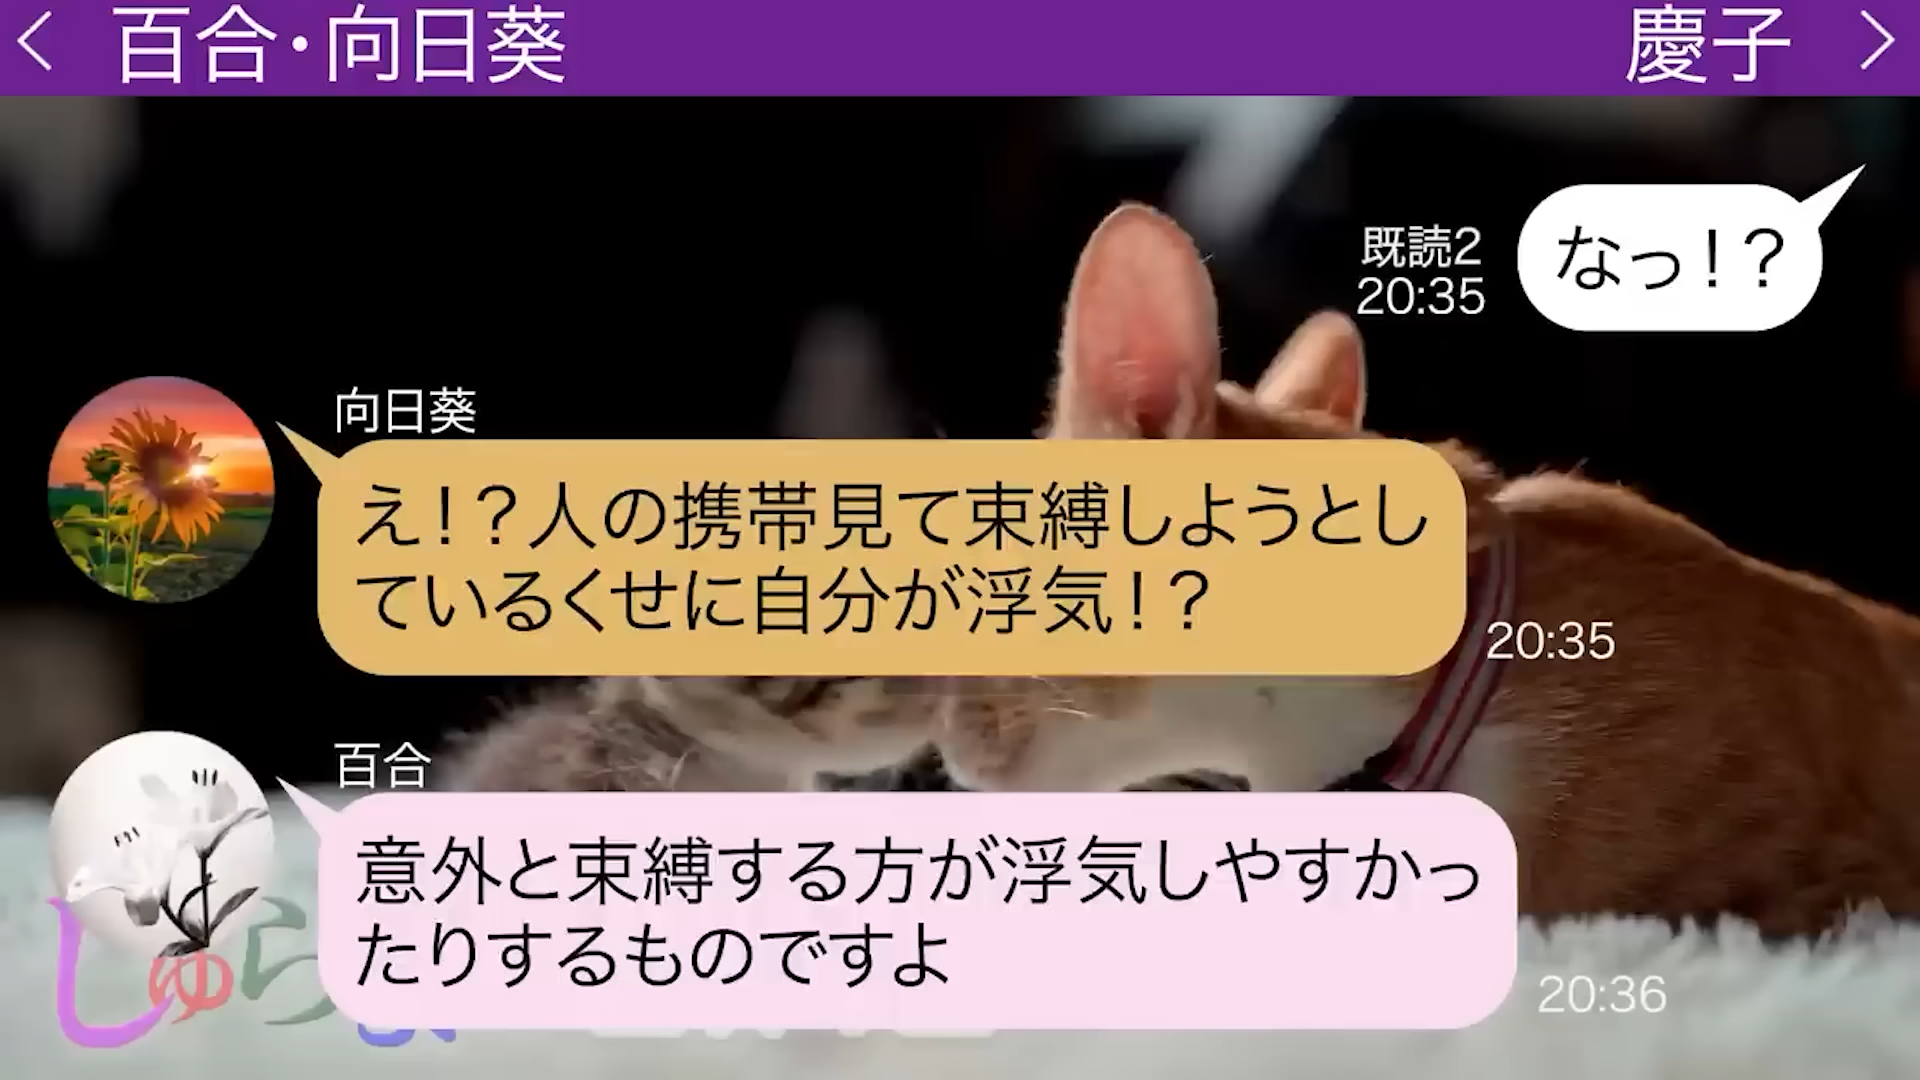 百合・向日葵
慶子
なっ！？
既読2
20:35
向日葵
え！？人の携帯見て束縛しようとし
ているくせに自分が浮気！？
20:35
百合
意外と束縛する方が浮気しやすかっ
たりするものですよ
20:36
しゅら